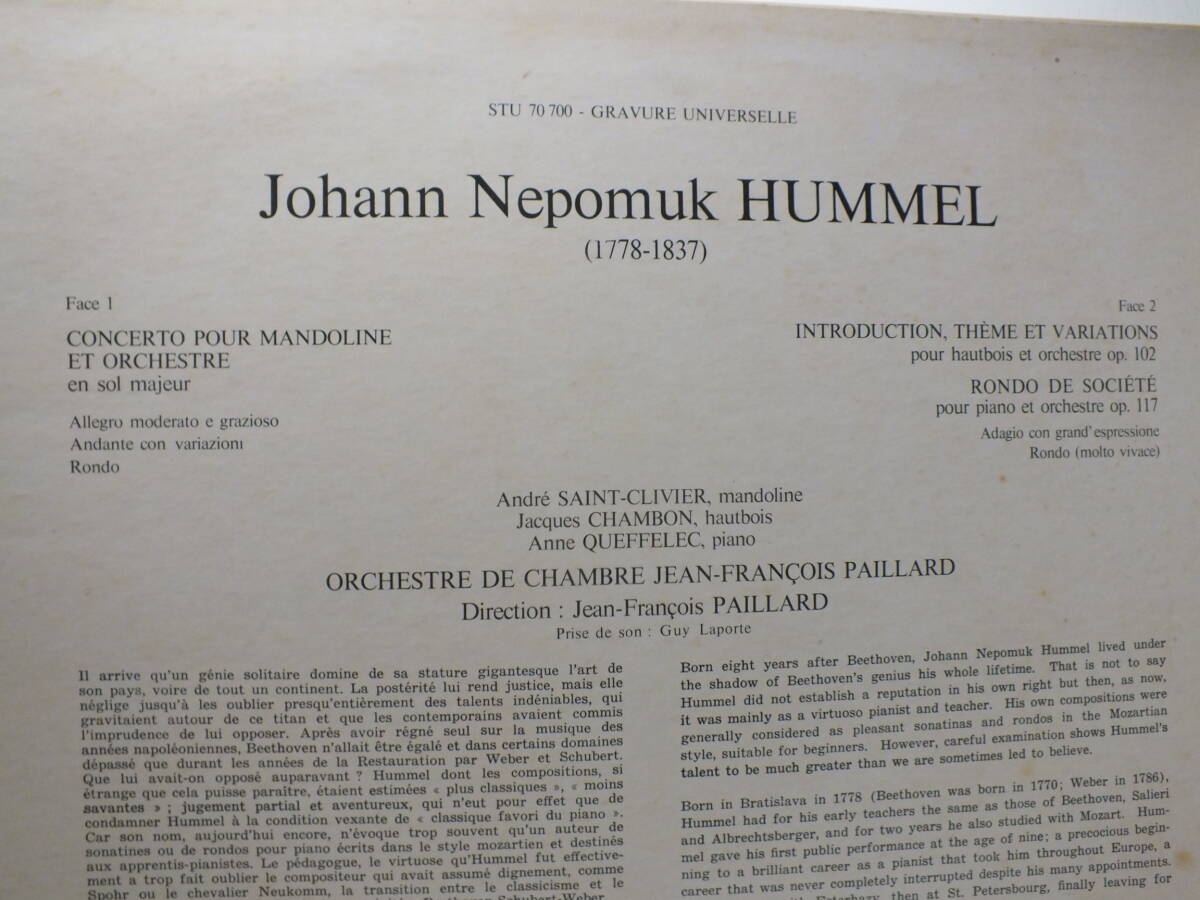 STU 70 700 - GRAVURE UNIVERSELLE
Johann Nepomuk HUMMEL
(1778-1837)
Face 1
CONCERTO POUR MANDOLINE
ET ORCHESTRE
en sol majeur
Allegro moderato e grazioso
Andante con variazioni
Rondo
Face 2
INTRODUCTION, THÈME ET VARIATIONS
pour hautbois et orchestre op. 102
RONDO DE SOCIÉTÉ
pour piano et orchestre op. 117
Adagio con grand'espressione
Rondo (molto vivace)
André SAINT-CLIVIER, mandoline
Jacques CHAMBON, hautbois
Anne QUEFFELEC, piano
ORCHESTRE DE CHAMBRE JEAN-FRANÇOIS PAILLARD
Direction : Jean-François PAILLARD
Prise de son : Guy Laporte
Il arrive qu'un génie solitaire domine de sa stature gigantesque l'art de
son pays, voire de tout un continent. La postérité lui rend justice, mais elle
néglige jusqu'à les oublier presqu'entièrement des talents indéniables, qui
gravitaient autour de ce titan et que les contemporains avaient commis
l'imprudence de lui opposer. Après avoir régné seul sur la musique des
années napoléoniennes, Beethoven n'allait être égalé et dans certains domaines
dépassé que durant les années de la Restauration par Weber et Schubert.
Que lui avait-on opposé auparavant ? Hummel dont les compositions, si
étrange que cela puisse paraître, étaient estimées « plus classiques », « moins
savantes » ; jugement partial et aventureux, qui n'eut pour effet que de
condamner Hummel à la condition vexante de « classique favori du piano ».
Car son nom, aujourd'hui encore, n'évoque trop souvent qu'un auteur de
sonatines ou de rondos pour piano écrits dans le style mozartien et destinés
aux apprentis-pianistes. Le pédagogue, le virtuose qu'Hummel fut effective-
ment a trop fait oublier le compositeur qui avait assumé dignement, comme
Spohr ou le chevalier Neukomm, la transition entre le classicisme et le
Beethoven-Schubert-Weber
Born eight years after Beethoven, Johann Nepomuk Hummel lived under
the shadow of Beethoven's genius his whole lifetime. That is not to say
Hummel did not establish a reputation in his own right but then, as now,
it was mainly as a virtuoso pianist and teacher. His own compositions were
generally considered as pleasant sonatinas and rondos in the Mozartian
style, suitable for beginners. However, careful examination shows Hummel's
talent to be much greater than we are sometimes led to believe.
Born in Bratislava in 1778 (Beethoven was born in 1770; Weber in 1786),
Hummel had for his early teachers the same as those of Beethoven, Salieri
and Albrechtsberger, and for two years he also studied with Mozart. Hum-
mel gave his first public performance at the age of nine; a precocious begin-
ning to a brilliant career as a pianist that took him throughout Europe, a
career that was never completely interrupted despite his many appointments.
with Esterhazy, then at St. Petersbourg, finally leaving for